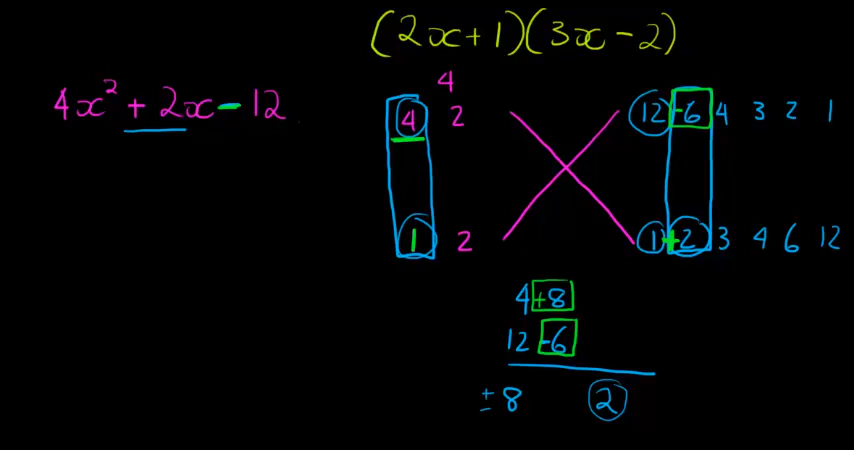 (2x+1)(3x-2)
4x² + 2x - 12
4
4 2 12 -6 4 3 2 1
1 2 1 +2 3 4 6 12
4 +8
12 -6
± 8 2